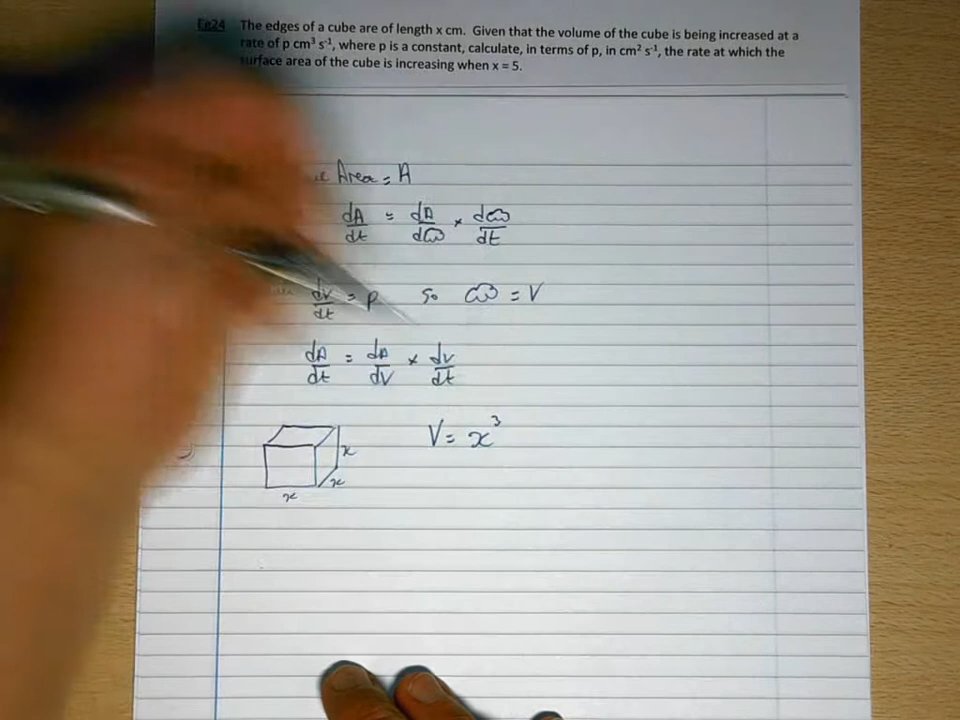 Eg24 The edges of a cube are of length x cm. Given that the volume of the cube is being increased at a
rate of p cm³ s⁻¹, where p is a constant, calculate, in terms of p, in cm² s⁻¹, the rate at which the
surface area of the cube is increasing when x = 5.
Area = A
dA/dt = dA/d × d/dt
dV/dt = p so = V
dA/dt = dA/dV × dV/dt
V = x³
x
x
x